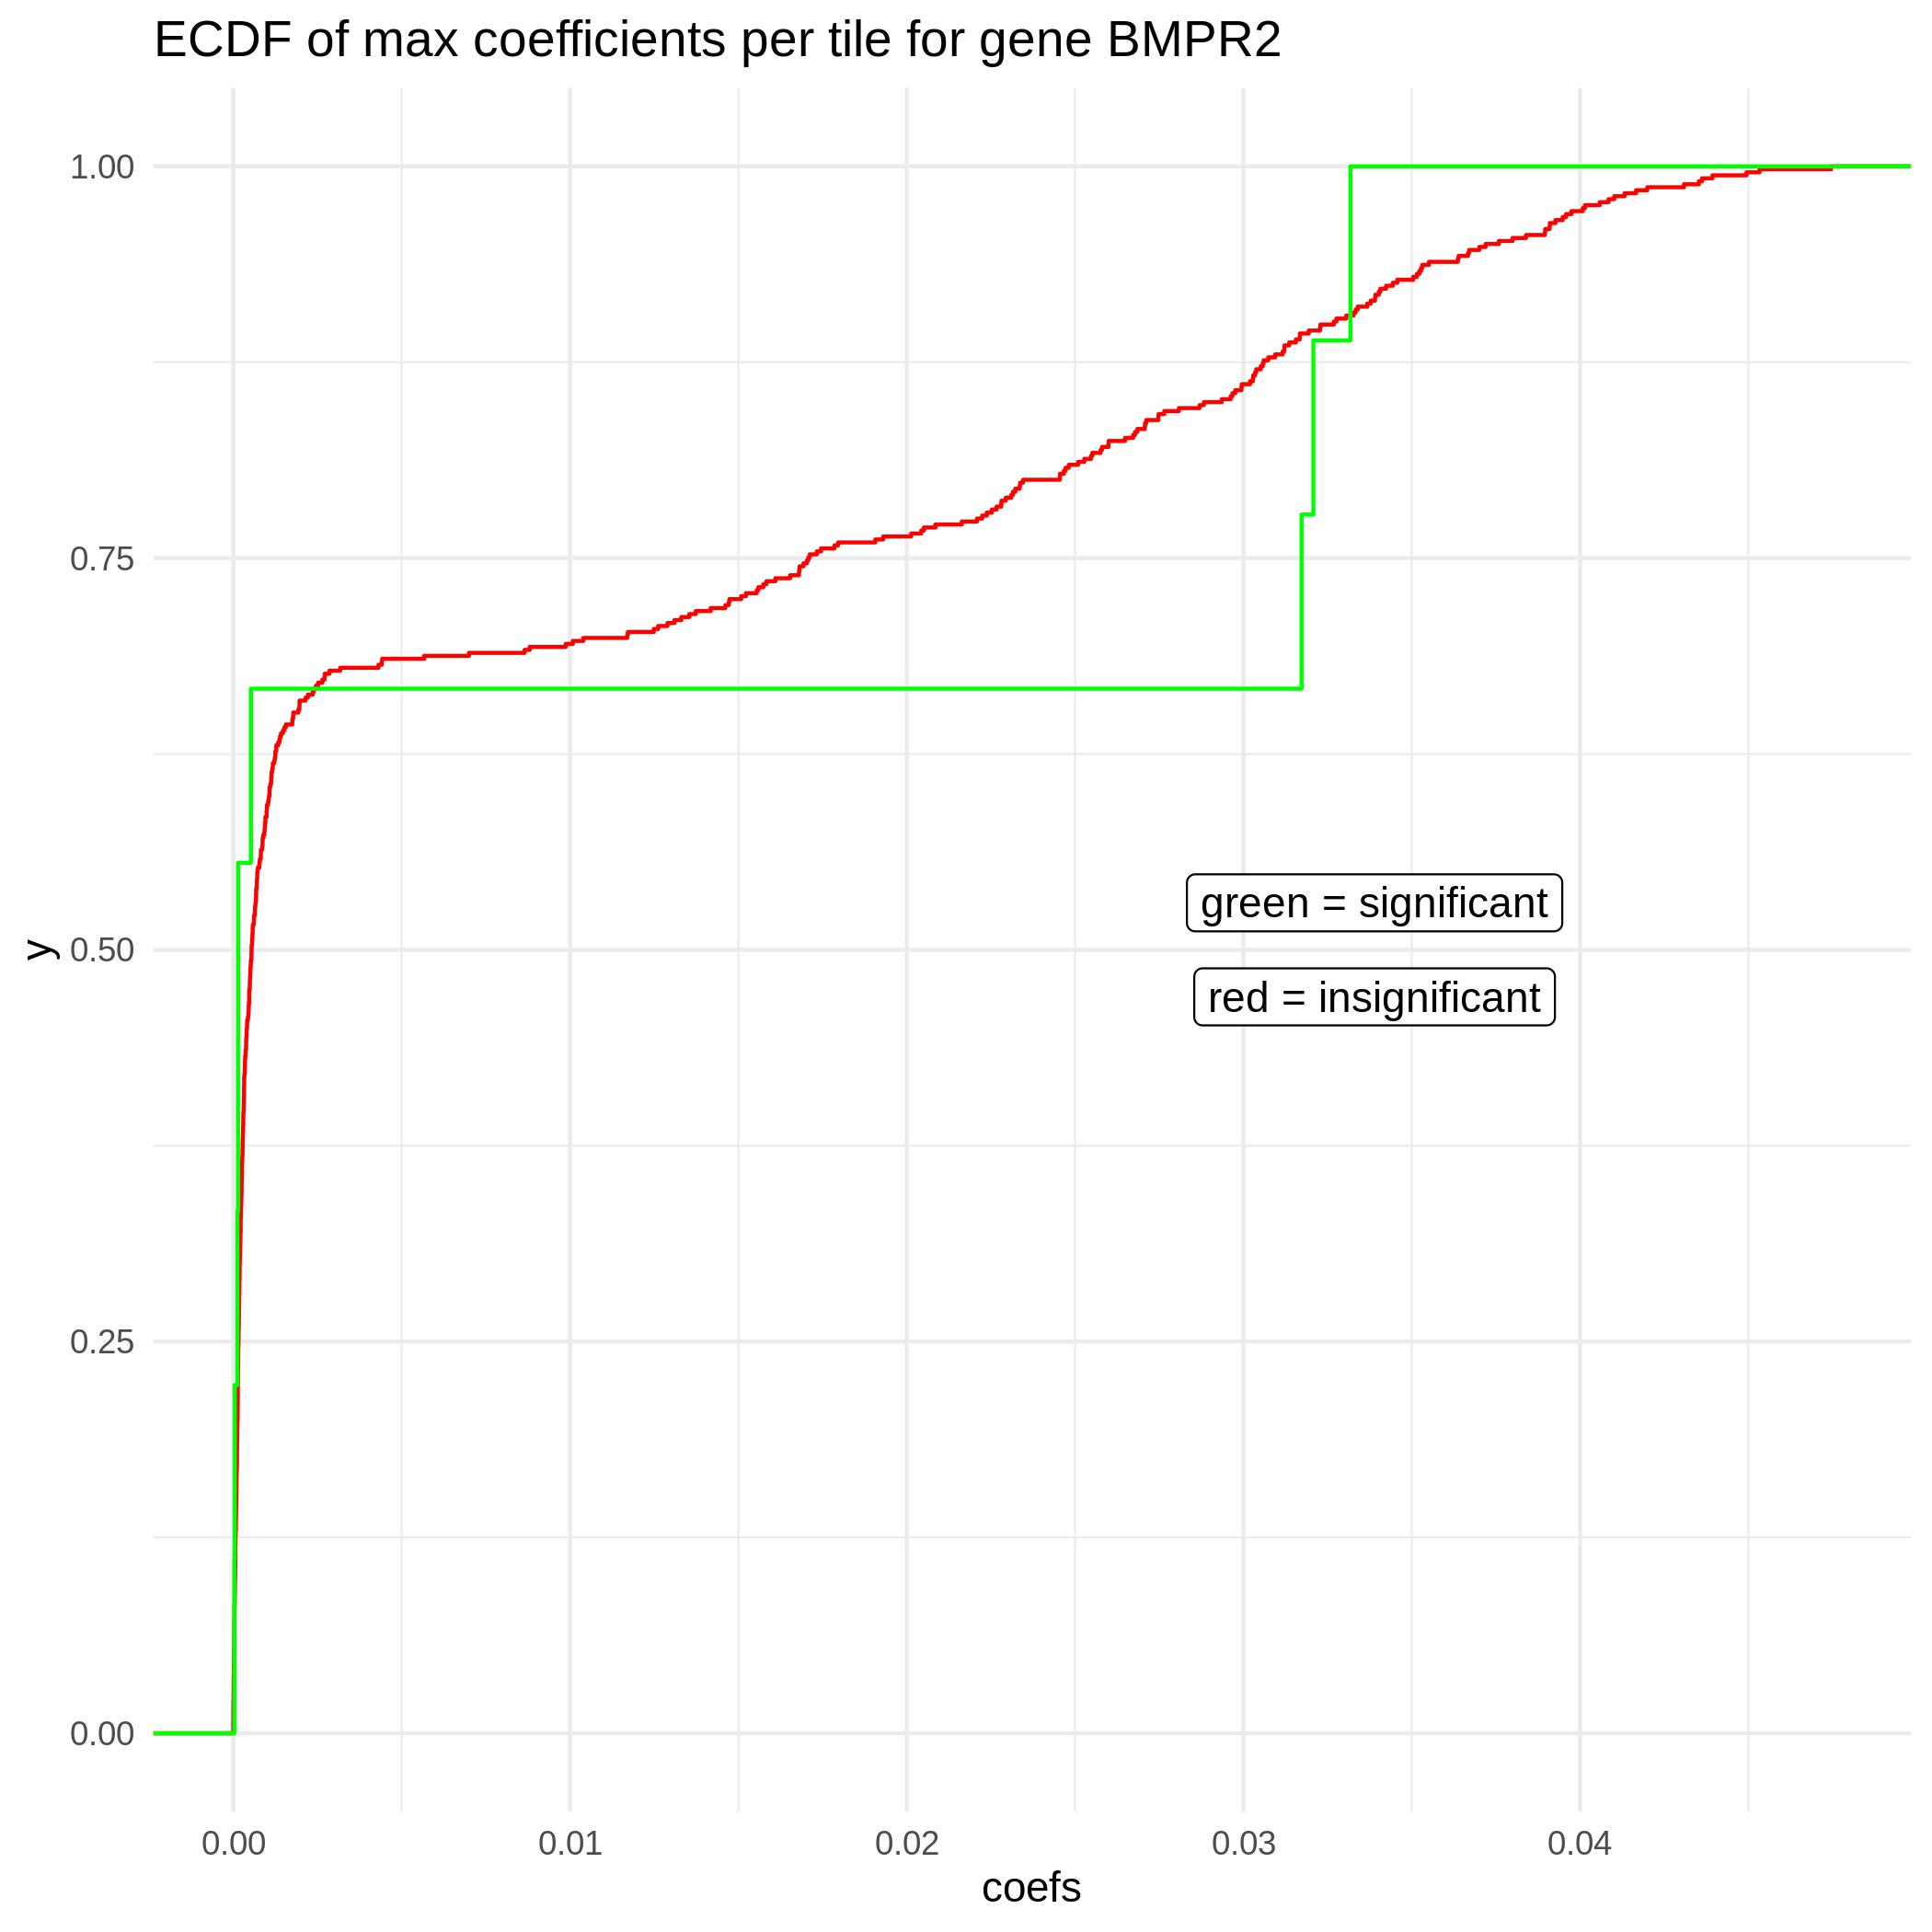 ECDF of max coefficients per tile for gene BMPR2
1.00
0.75
0.50
0.25
0.00
y
green = significant
red = insignificant
0.00 0.01 0.02 0.03 0.04
coefs